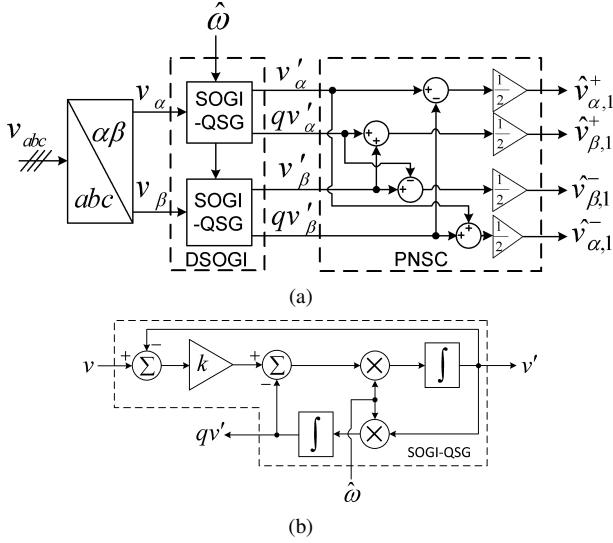 ω̂
v_α
SOGI
-QSG
v'_α
qv'_α
v_abc
αβ
abc
v_β
SOGI
-QSG
v'_β
qv'_β
DSOGI
+
-
+
+
+
-
+
+
1/2
1/2
1/2
1/2
PNSC
v̂⁺_α,1
v̂⁺_β,1
v̂⁻_β,1
v̂⁻_α,1
(a)
v
+
−
Σ
k
+
−
Σ
×
∫
v'
qv'
∫
×
SOGI-QSG
ω̂
(b)